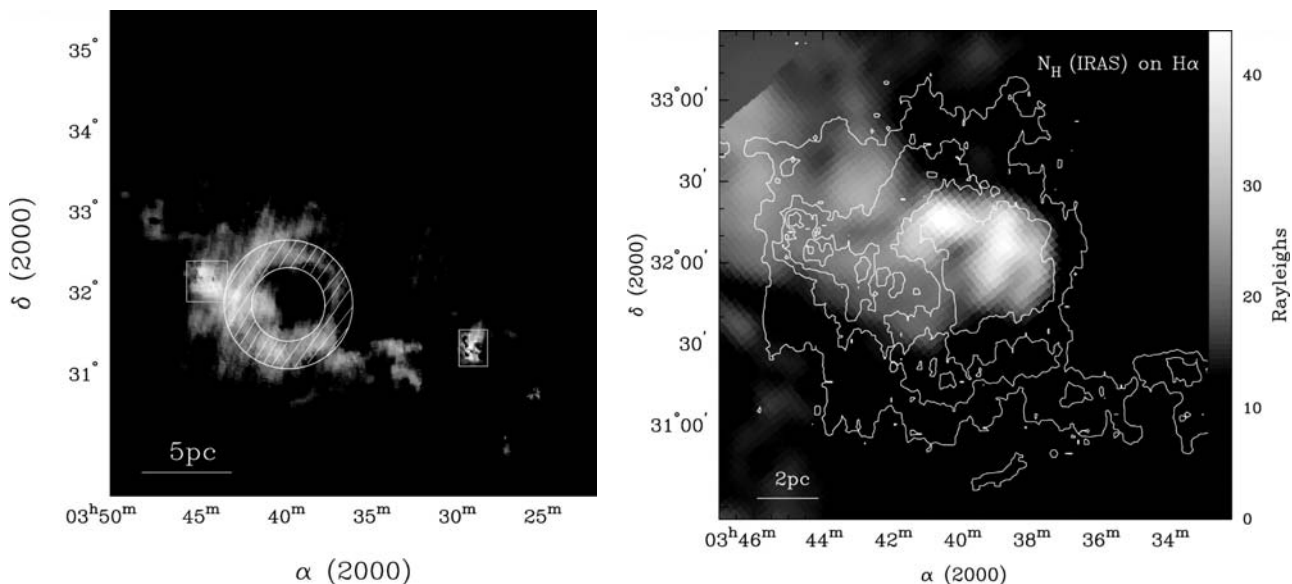 35°
34°
33°
32°
31°
δ (2000)
5pc
03ʰ50ᵐ 45ᵐ 40ᵐ 35ᵐ 30ᵐ 25ᵐ
α (2000)
N_H (IRAS) on Hα
33°00′
30′
32°00′
30′
31°00′
δ (2000)
2pc
03ʰ46ᵐ 44ᵐ 42ᵐ 40ᵐ 38ᵐ 36ᵐ 34ᵐ
α (2000)
40
30
20
10
0
Rayleighs